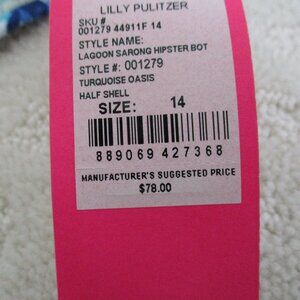 LILLY PULITZER
SKU #
001279 44911F 14
STYLE NAME:
LAGOON SARONG HIPSTER BOT
STYLE #: 001279
TURQUOISE OASIS
HALF SHELL
SIZE: 14
889069 427368
MANUFACTURER'S SUGGESTED PRICE
$78.00